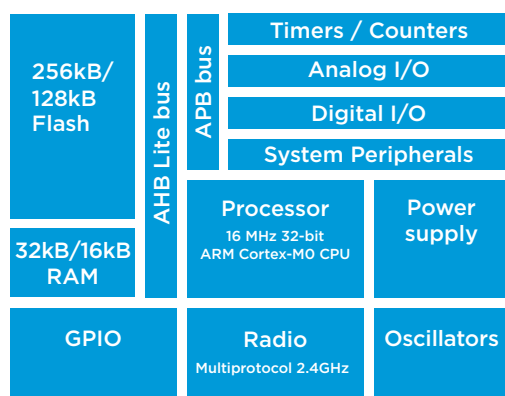 256kB/
128kB
Flash
32kB/16kB
RAM
AHB Lite bus
APB bus
Timers / Counters
Analog I/O
Digital I/O
System Peripherals
Processor
16 MHz 32-bit
ARM Cortex-M0 CPU
Power
supply
GPIO
Radio
Multiprotocol 2.4GHz
Oscillators